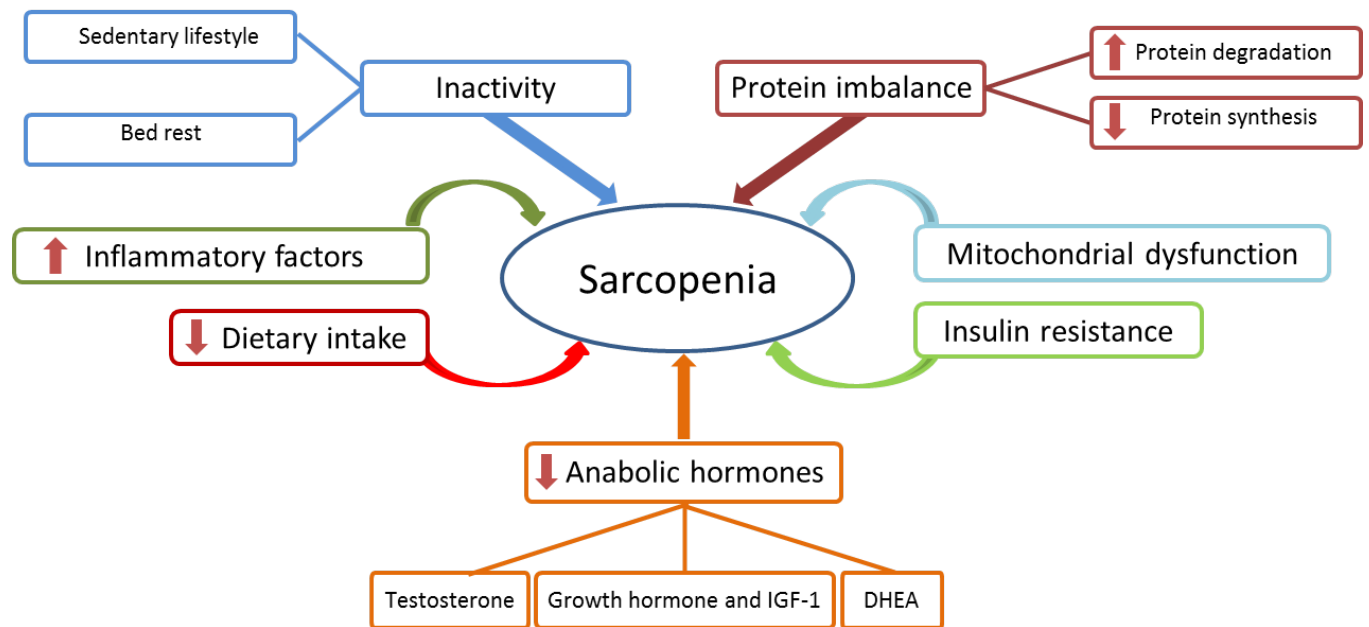 Sedentary lifestyle
Bed rest
Inactivity
Protein imbalance
Protein degradation
Protein synthesis
Inflammatory factors
Dietary intake
Sarcopenia
Mitochondrial dysfunction
Insulin resistance
Anabolic hormones
Testosterone
Growth hormone and IGF-1
DHEA